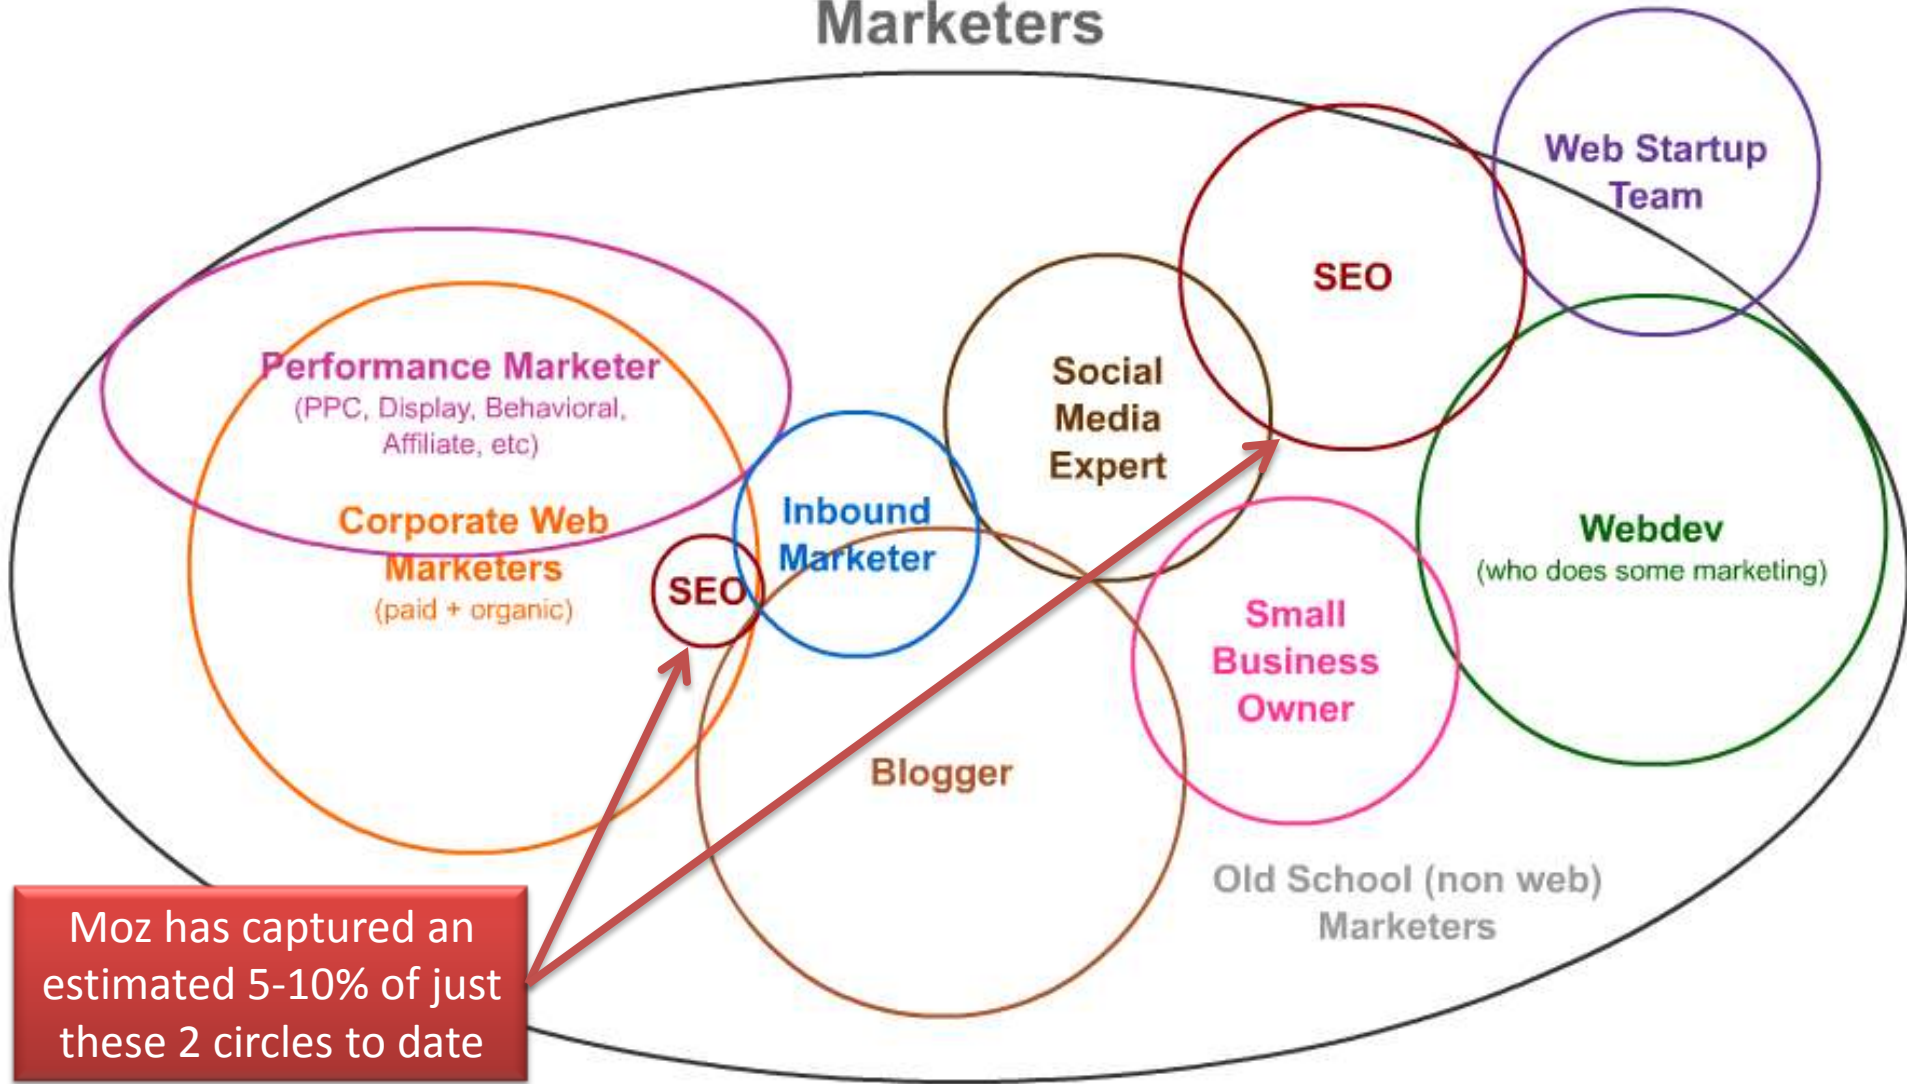 Marketers
Web Startup
Team
SEO
Performance Marketer
(PPC, Display, Behavioral,
Affiliate, etc)
Social
Media
Expert
Corporate Web
Marketers
(paid + organic)
SEO
Inbound
Marketer
Webdev
(who does some marketing)
Small
Business
Owner
Blogger
Old School (non web)
Marketers
Moz has captured an
estimated 5-10% of just
these 2 circles to date